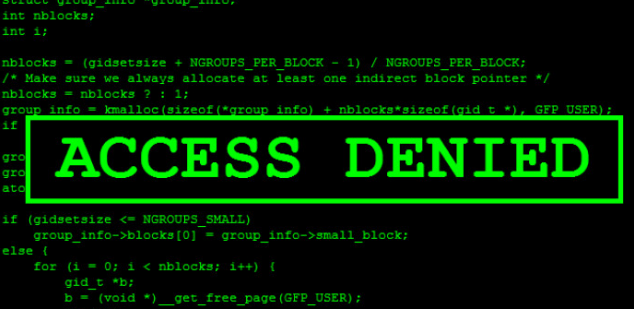 struct group_info *group_info;
int nblocks;
int i;
nblocks = (gidsetsize + NGROUPS_PER_BLOCK - 1) / NGROUPS_PER_BLOCK;
/* Make sure we always allocate at least one indirect block pointer */
nblocks = nblocks ? : 1;
group_info = kmalloc(sizeof(*group_info) + nblocks*sizeof(gid_t *), GFP_USER);
if
ACCESS DENIED
gro
gro
ato
if (gidsetsize <= NGROUPS_SMALL)
group_info->blocks[0] = group_info->small_block;
else {
for (i = 0; i < nblocks; i++) {
gid_t *b;
b = (void *)__get_free_page(GFP_USER);